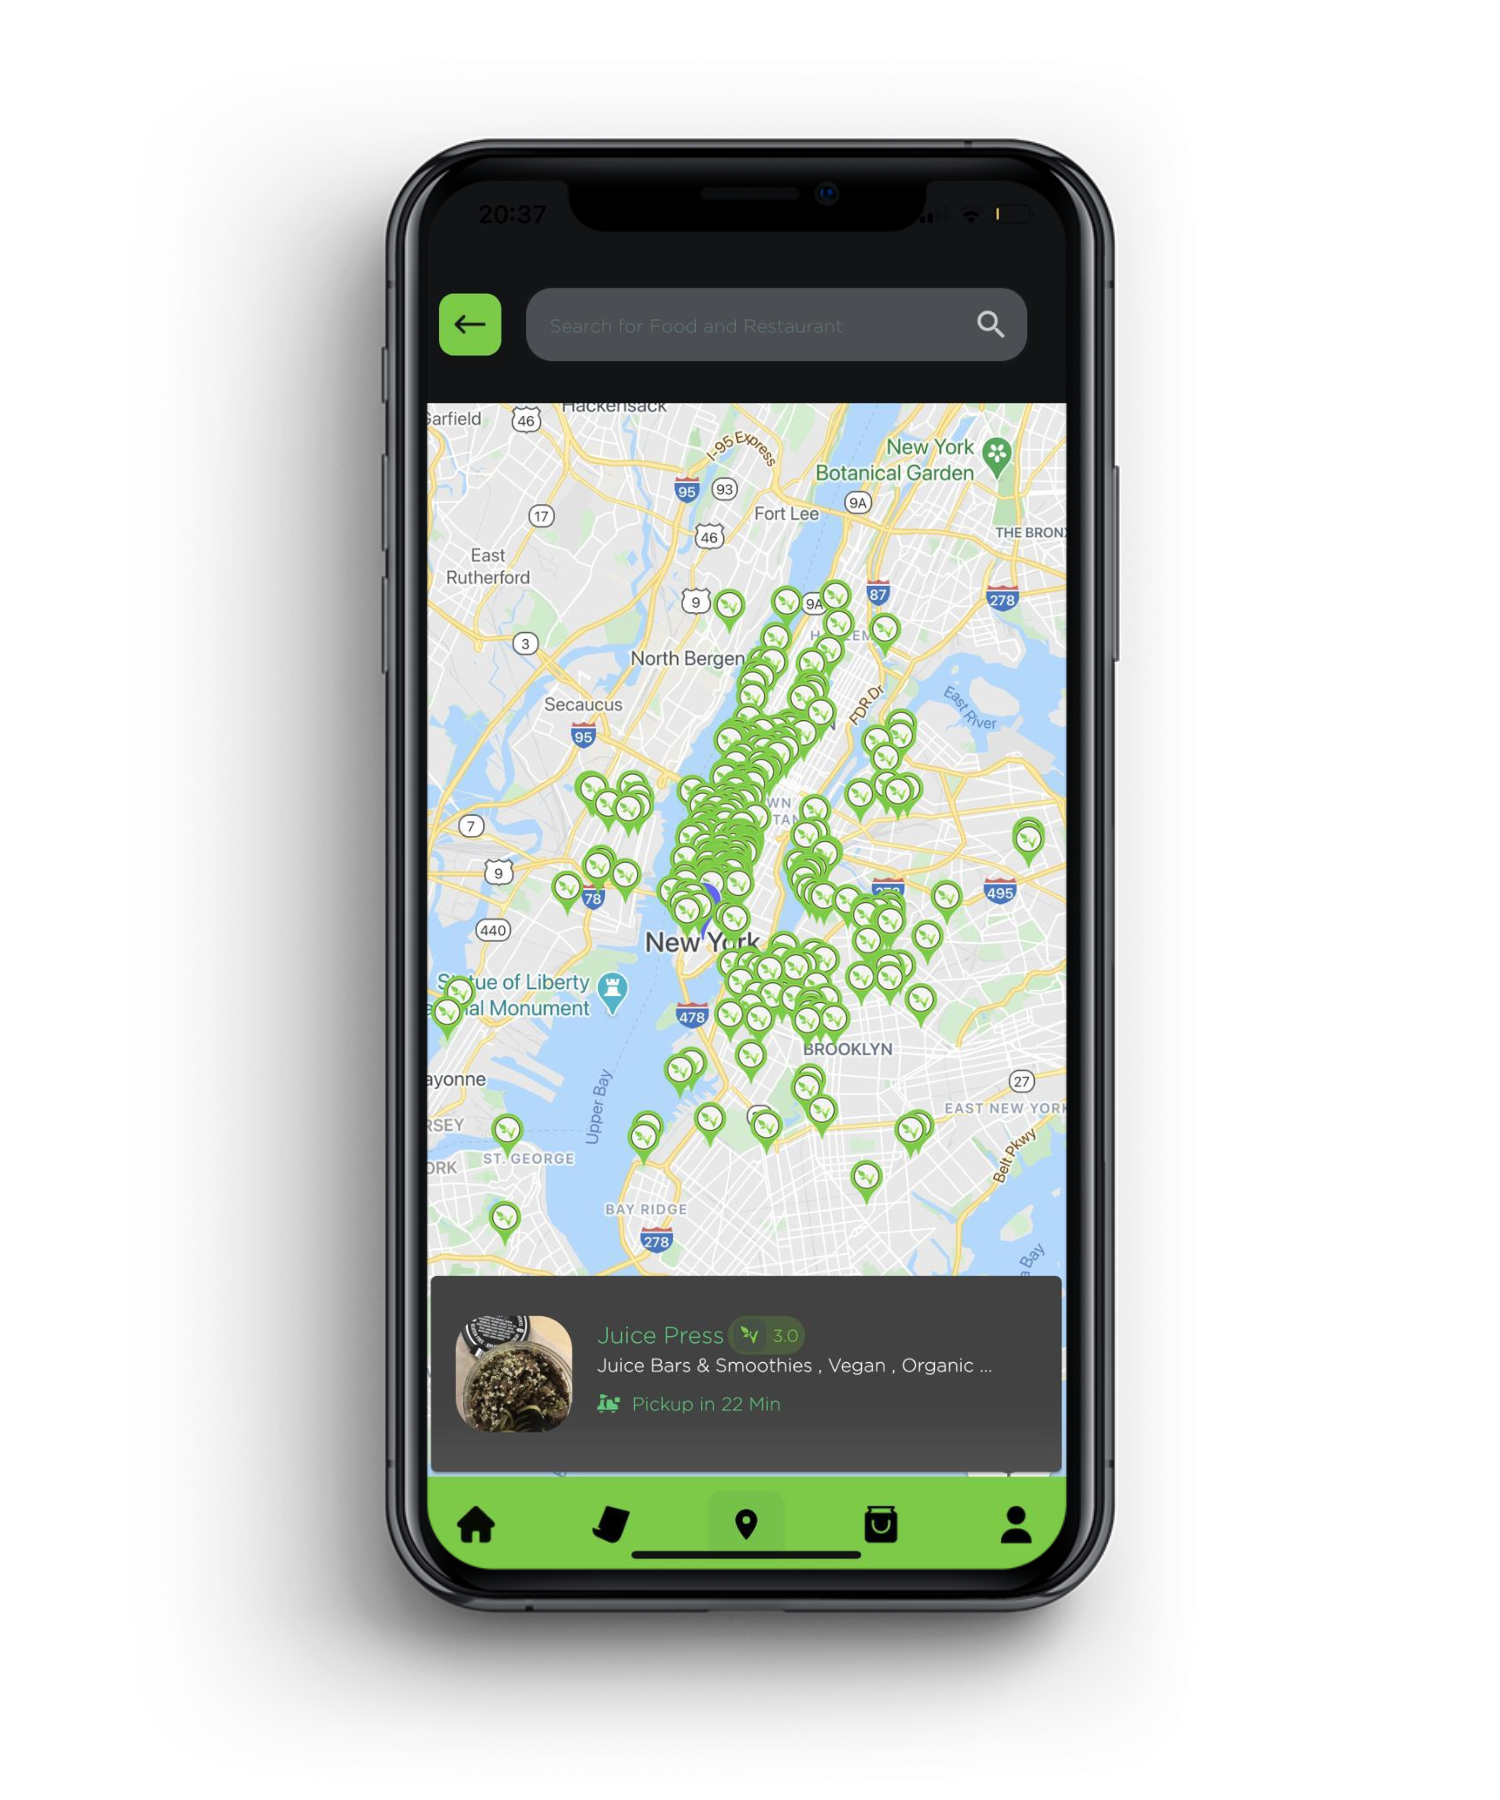 20:37
Search for Food and Restaurant
Hackensack
Garfield
46
I-95 Express
New York
Botanical Garden
95
93
9A
17
Fort Lee
46
THE BRON
East
Rutherford
9
9A
87
278
3
North Bergen
Secaucus
FDR Dr
East River
95
7
9
78
495
440
New York
Statue of Liberty
al Monument
478
BROOKLYN
ayonne
27
Upper Bay
EAST NEW YORK
RSEY
ORK
ST. GEORGE
Belt Pkwy
BAY RIDGE
278
a Bay
Juice Press 3.0
Juice Bars & Smoothies , Vegan , Organic ...
Pickup in 22 Min